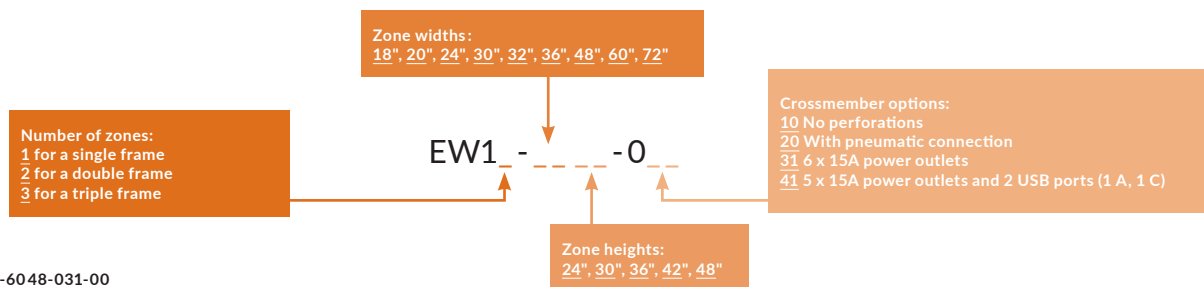 Zone widths:
18", 20", 24", 30", 32", 36", 48", 60", 72"
Number of zones:
1 for a single frame
2 for a double frame
3 for a triple frame
EW1_ - __ __ - 0__
Crossmember options:
10 No perforations
20 With pneumatic connection
31 6 x 15A power outlets
41 5 x 15A power outlets and 2 USB ports (1 A, 1 C)
Zone heights:
24", 30", 36", 42", 48"
-6048-031-00